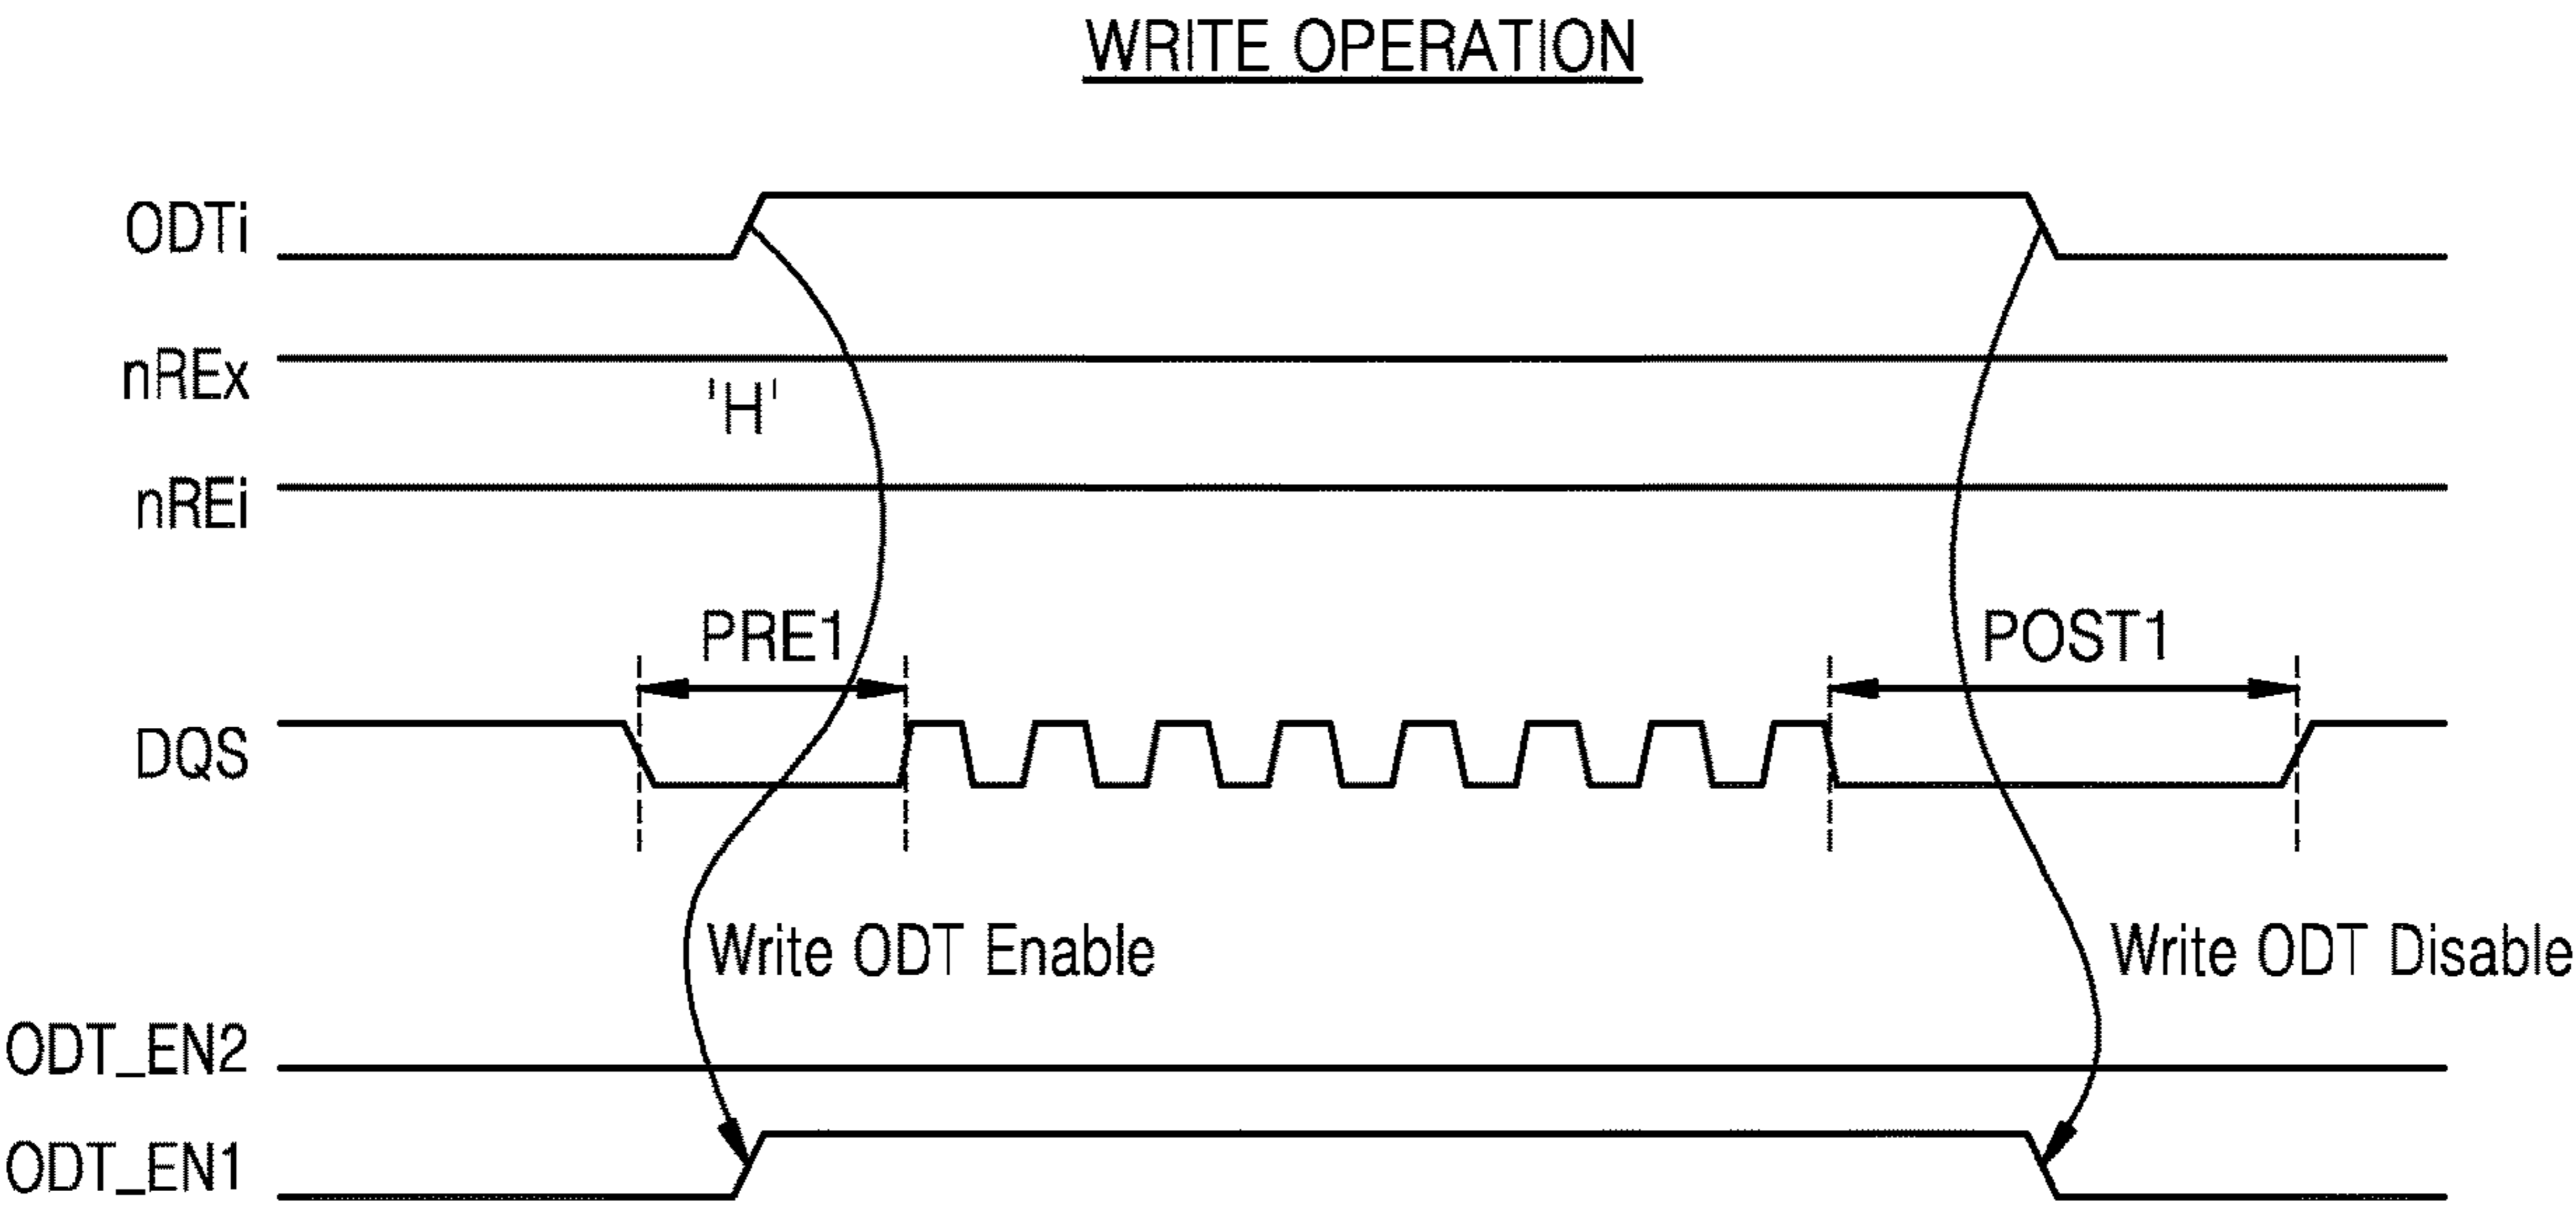 WRITE OPERATION
ODTi
nREx
'H'
nREi
PRE1
POST1
DQS
Write ODT Enable
Write ODT Disable
ODT_EN2
ODT_EN1